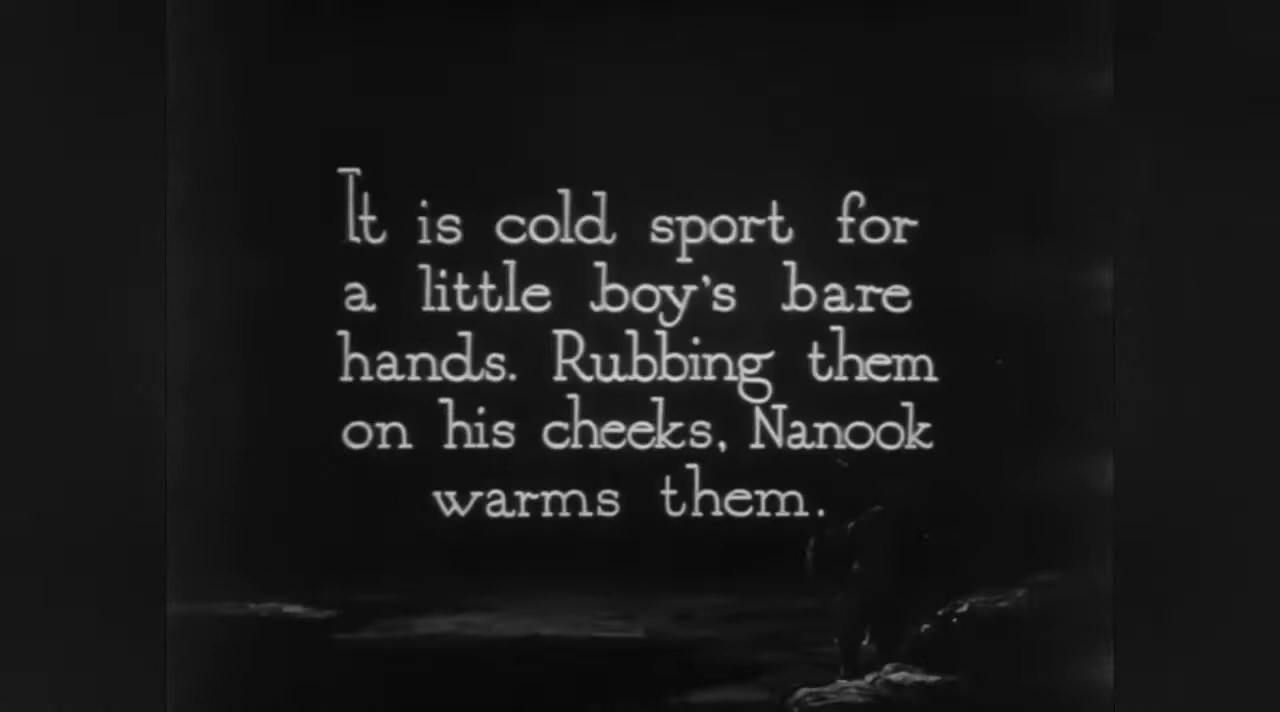 It is cold sport for
a little boy's bare
hands. Rubbing them
on his cheeks, Nanook
warms them.